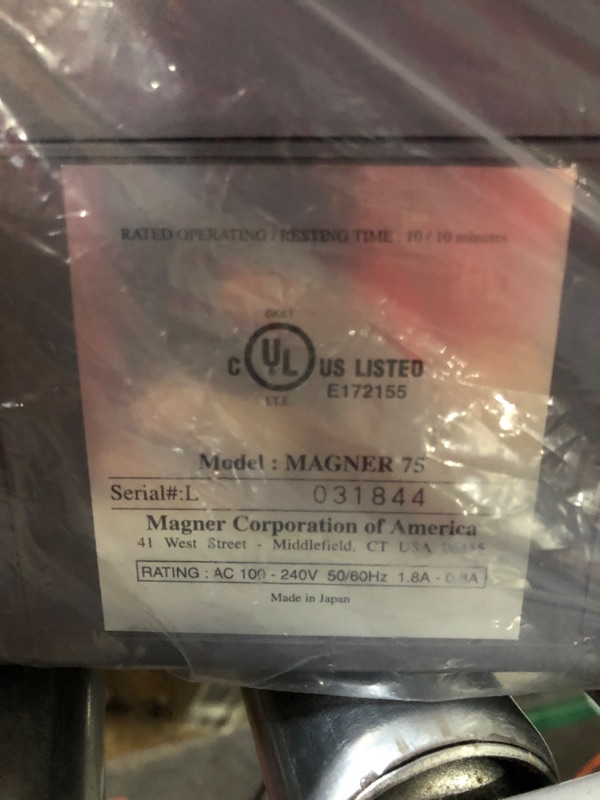 RATED OPERATING / RESTING TIME : 10 / 10 minutes
C UL US LISTED
E172155
I.T.E.
Model : MAGNER 75
Serial#:L 031844
Magner Corporation of America
41 West Street - Middlefield, CT USA 06455
RATING : AC 100 - 240V 50/60Hz 1.8A - 0.8A
Made in Japan